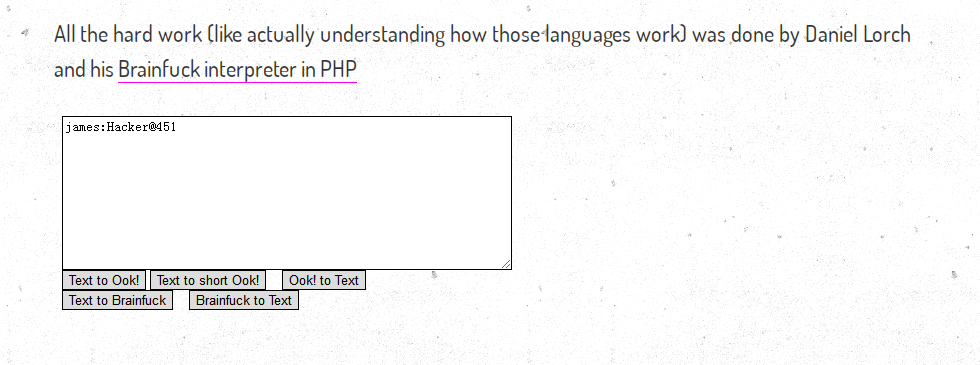 All the hard work (like actually understanding how those languages work) was done by Daniel Lorch
and his Brainfuck interpreter in PHP
james:Hacker@451
Text to Ook! Text to short Ook! Ook! to Text
Text to Brainfuck Brainfuck to Text